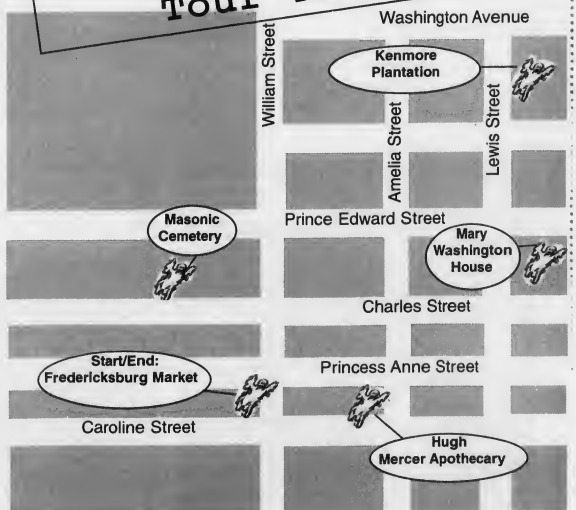 Tour
Washington Avenue
William Street
Kenmore
Plantation
Amelia Street
Lewis Street
Masonic
Cemetery
Prince Edward Street
Mary
Washington
House
Charles Street
Start/End:
Fredericksburg Market
Princess Anne Street
Caroline Street
Hugh
Mercer Apothecary